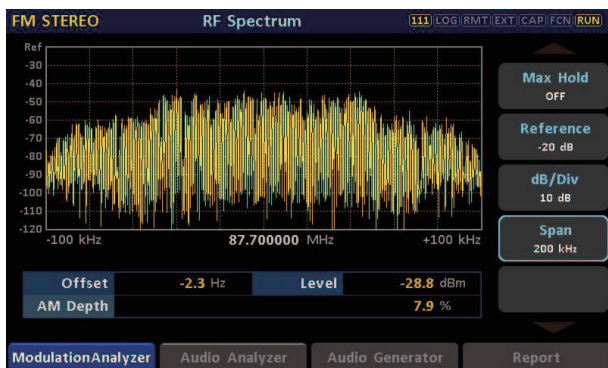 FM STEREO RF Spectrum 111 LOG RMT EXT CAP FCN RUN
Ref
-30
-40
-50
-60
-70
-80
-90
-100
-110
-120
-100 kHz 87.700000 MHz +100 kHz
Max Hold
OFF
Reference
-20 dB
dB/Div
10 dB
Span
200 kHz
Offset -2.3 Hz Level -28.8 dBm
AM Depth 7.9 %
ModulationAnalyzer Audio Analyzer Audio Generator Report